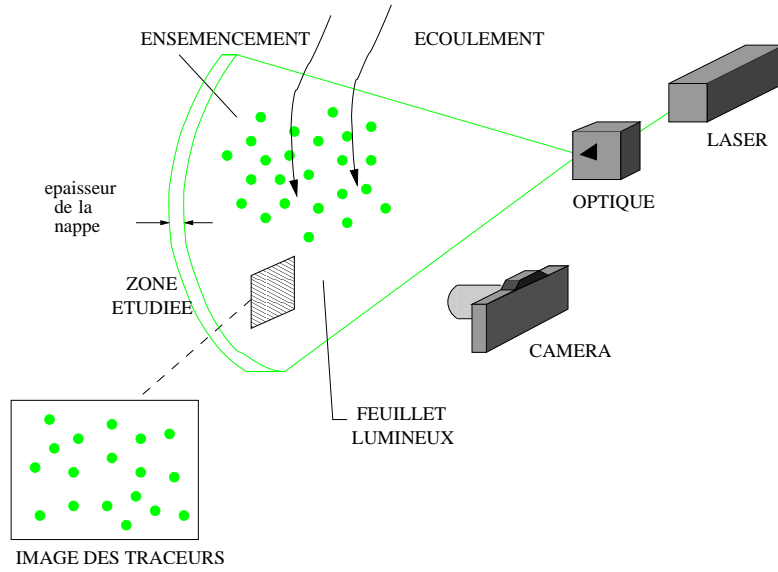 ENSEMENCEMENT
ECOULEMENT
LASER
OPTIQUE
epaisseur
de la
nappe
ZONE
ETUDIEE
CAMERA
FEUILLET
LUMINEUX
IMAGE DES TRACEURS